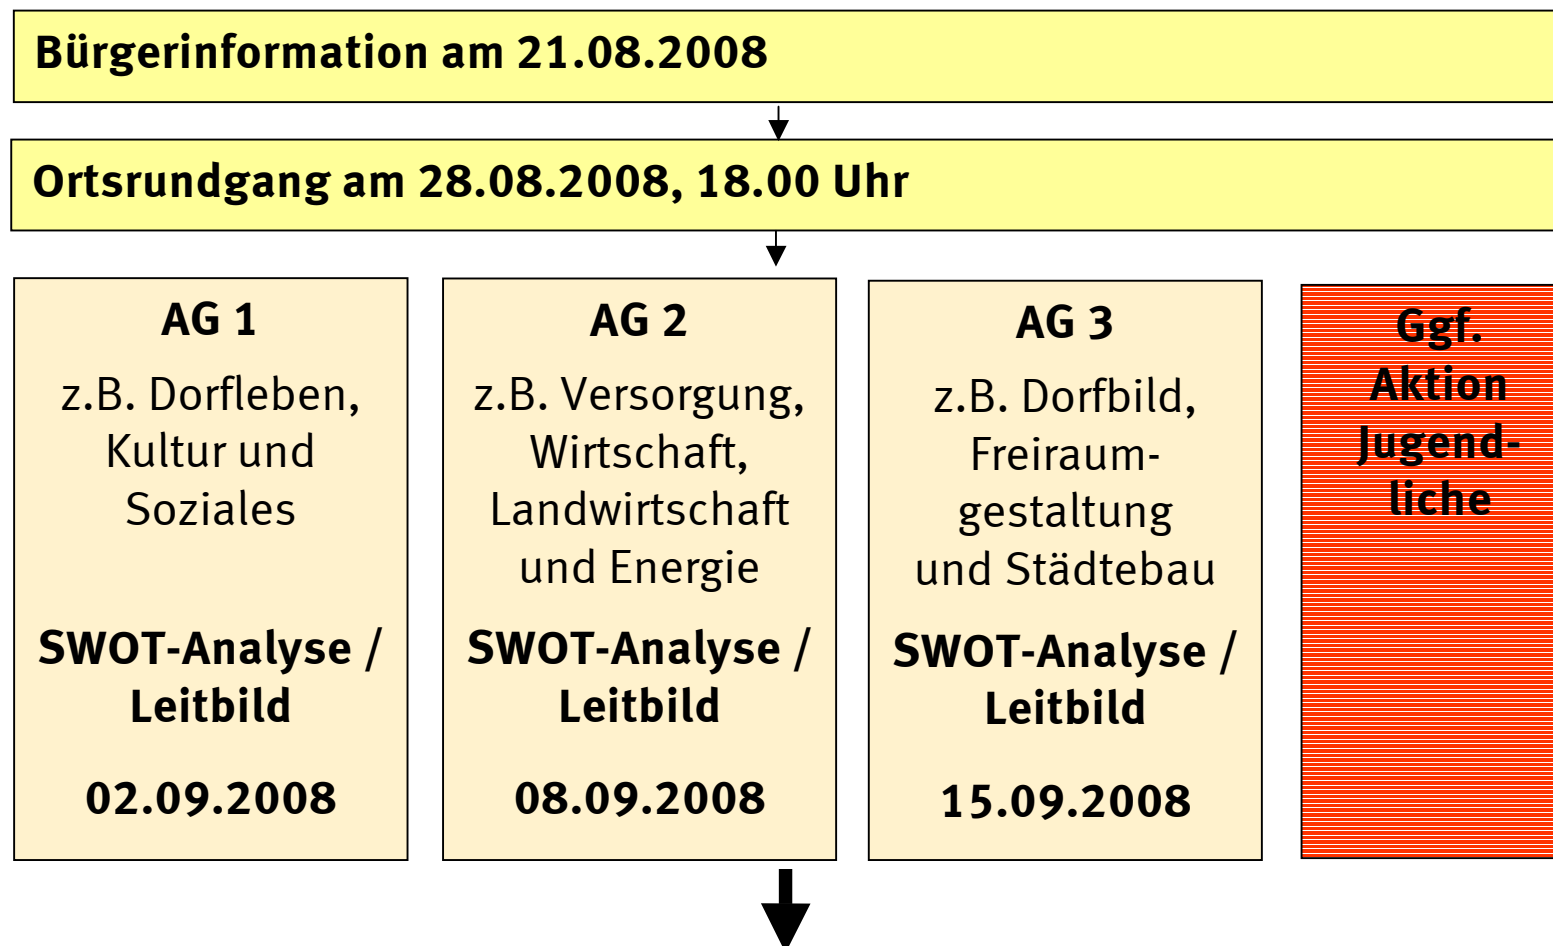 Bürgerinformation am 21.08.2008
Ortsrundgang am 28.08.2008, 18.00 Uhr
AG 1
z.B. Dorfleben,
Kultur und
Soziales
SWOT-Analyse /
Leitbild
02.09.2008
AG 2
z.B. Versorgung,
Wirtschaft,
Landwirtschaft
und Energie
SWOT-Analyse /
Leitbild
08.09.2008
AG 3
z.B. Dorfbild,
Freiraum-
gestaltung
und Städtebau
SWOT-Analyse /
Leitbild
15.09.2008
Ggf.
Aktion
Jugend-
liche